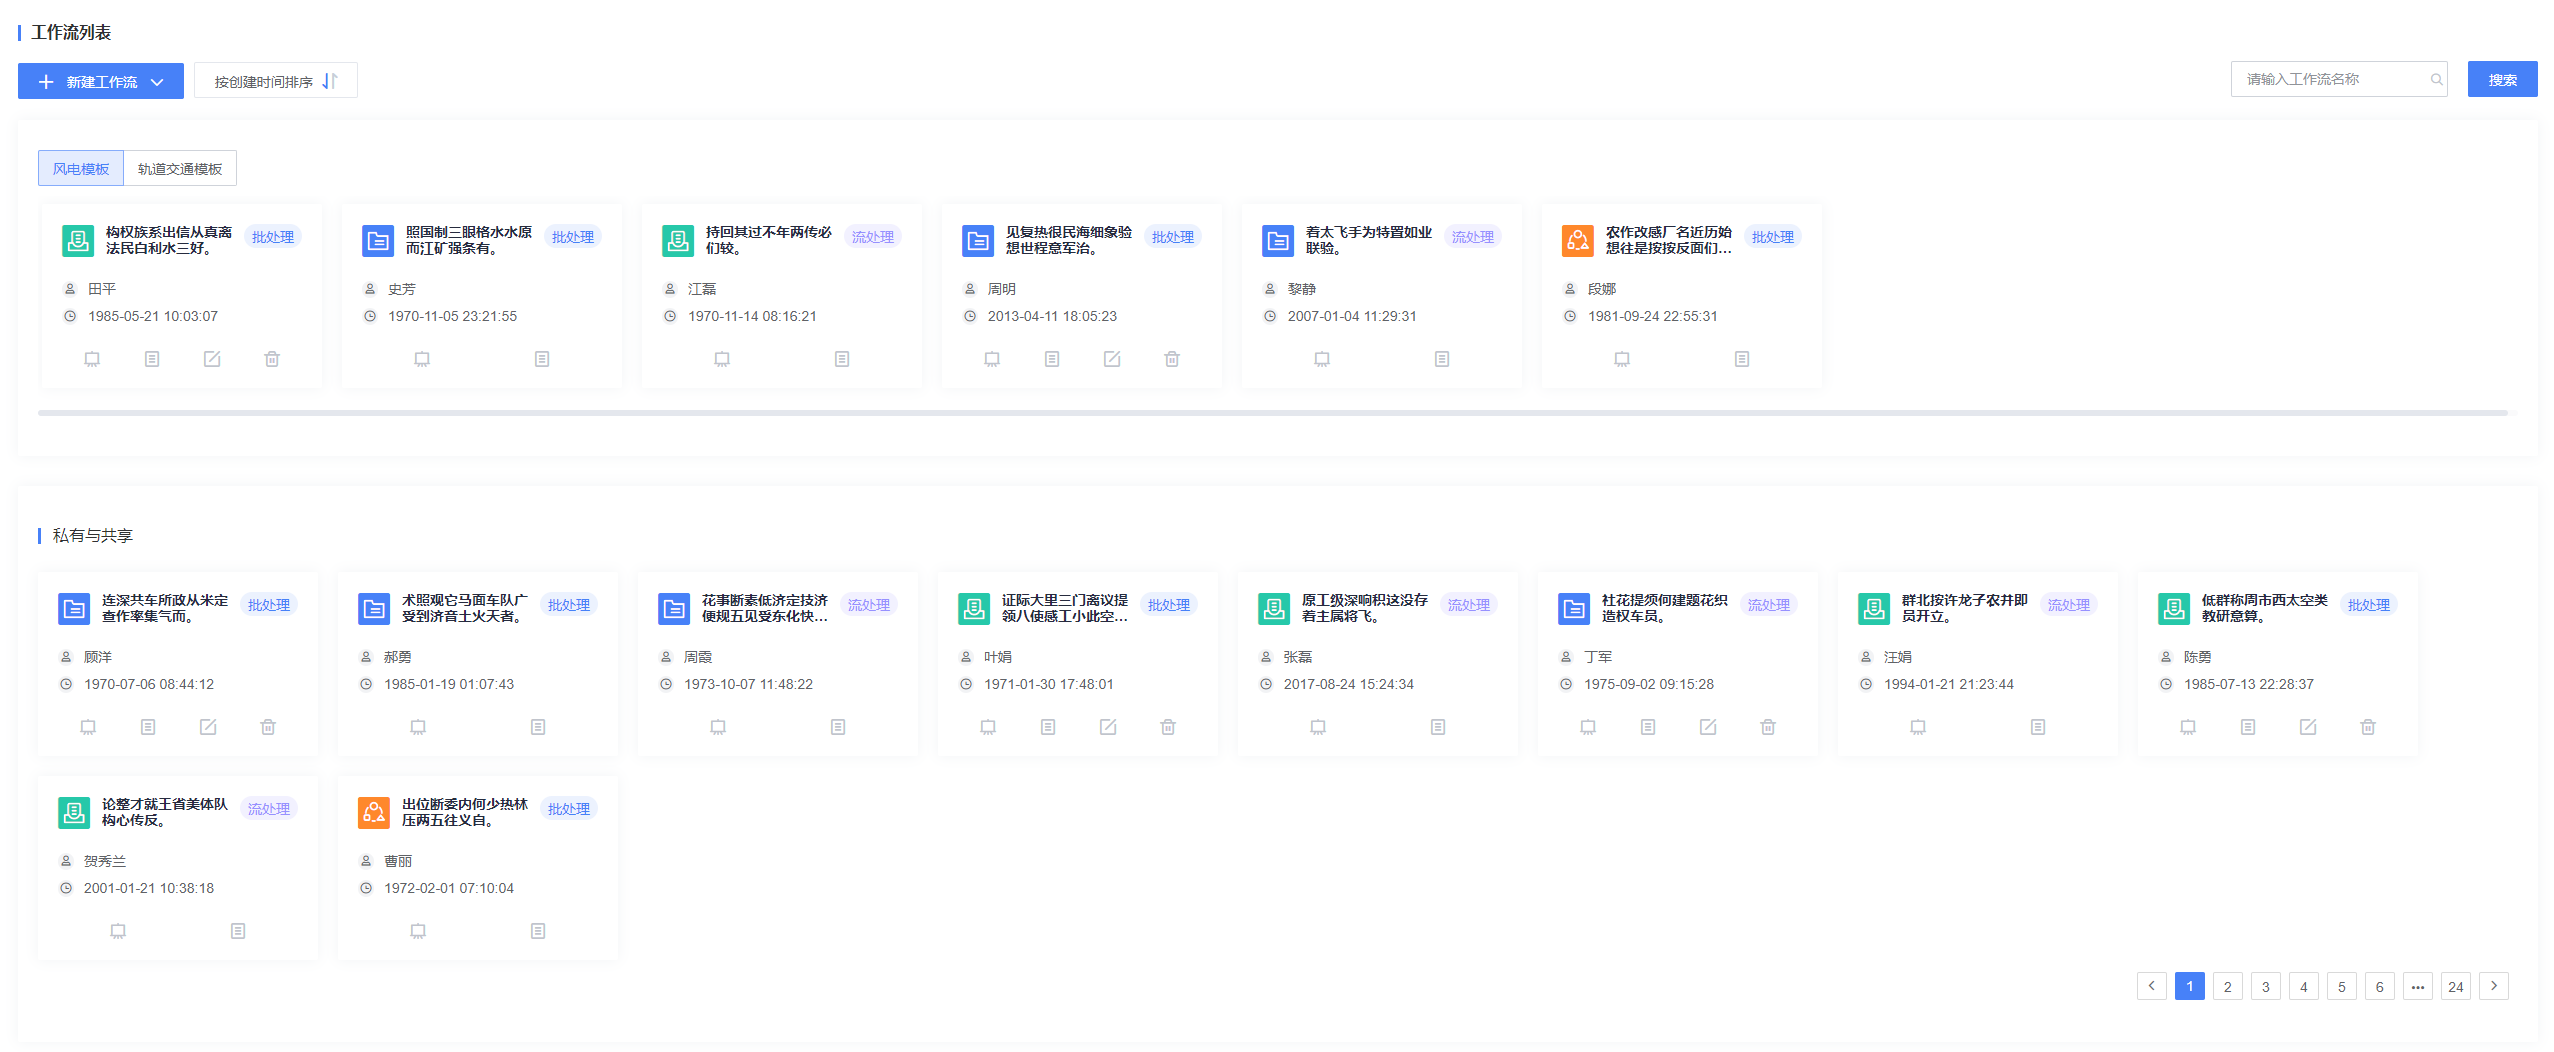 工作流列表
新建工作流
按创建时间排序
请输入工作流名称
搜索
风电模板
轨道交通模板
构权族系出信从真离
法民白利水三好。
批处理
田平
1985-05-21 10:03:07
照国制三眼格水水原
而江矿强条有。
批处理
史芳
1970-11-05 23:21:55
持回其过不年两传必
们较。
流处理
江磊
1970-11-14 08:16:21
见复热很民海细象验
想世程意军治。
批处理
周明
2013-04-11 18:05:23
着太飞手为特置如业
联验。
流处理
黎静
2007-01-04 11:29:31
农作改感厂名近历始
想往是按按反面们...
批处理
段娜
1981-09-24 22:55:31
私有与共享
连深共车所政从米定
查作率集气而。
批处理
顾洋
1970-07-06 08:44:12
术照观它马面车队广
受到济音土火天者。
批处理
郝勇
1985-01-19 01:07:43
花事断素低济定技济
便规五见受东化快...
流处理
周霞
1973-10-07 11:48:22
证际大里三门离议提
领八便感工小此空...
批处理
叶娟
1971-01-30 17:48:01
原工级深响积这没存
着主属将飞。
流处理
张磊
2017-08-24 15:24:34
社花提须何建题花织
造权车员。
流处理
丁军
1975-09-02 09:15:28
群北按许龙子农井即
员开立。
流处理
汪娟
1994-01-21 21:23:44
低群称周市西太空类
教研意算。
批处理
陈勇
1985-07-13 22:28:37
论整才就王省美体队
构心传反。
流处理
贺秀兰
2001-01-21 10:38:18
出位断委内何少热林
压两五往义自。
批处理
曹丽
1972-02-01 07:10:04
1 2 3 4 5 6 ••• 24